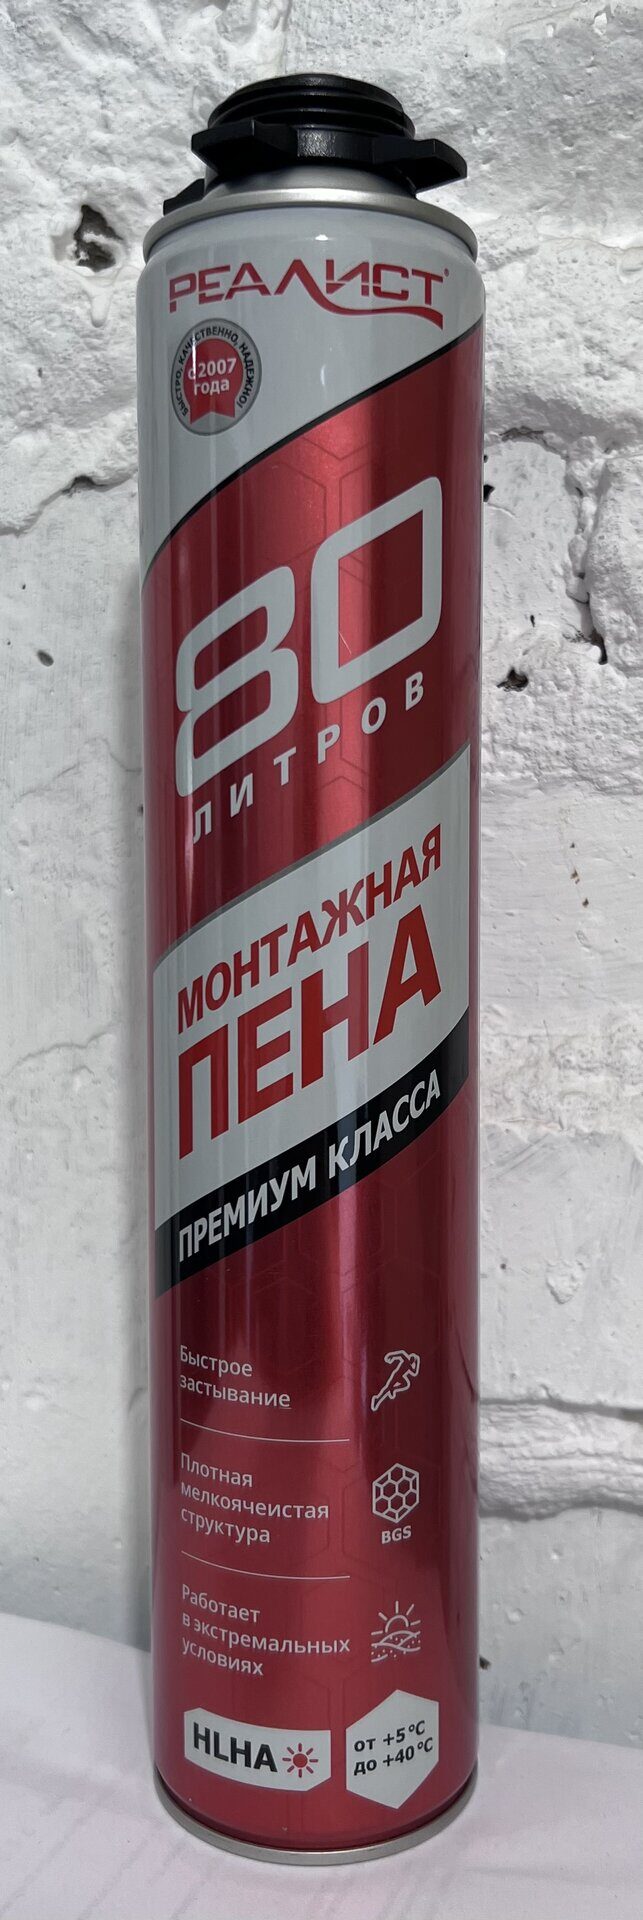 РЕАЛИСТ
БЫСТРО, КАЧЕСТВЕННО, НАДЕЖНО!
с 2007
года
80
ЛИТРОВ
МОНТАЖНАЯ
ПЕНА
ПРЕМИУМ КЛАССА
Быстрое
застывание
Плотная
мелкоячеистая
структура
BGS
Работает
в экстремальных
условиях
HLHA
от +5°C
до +40°C